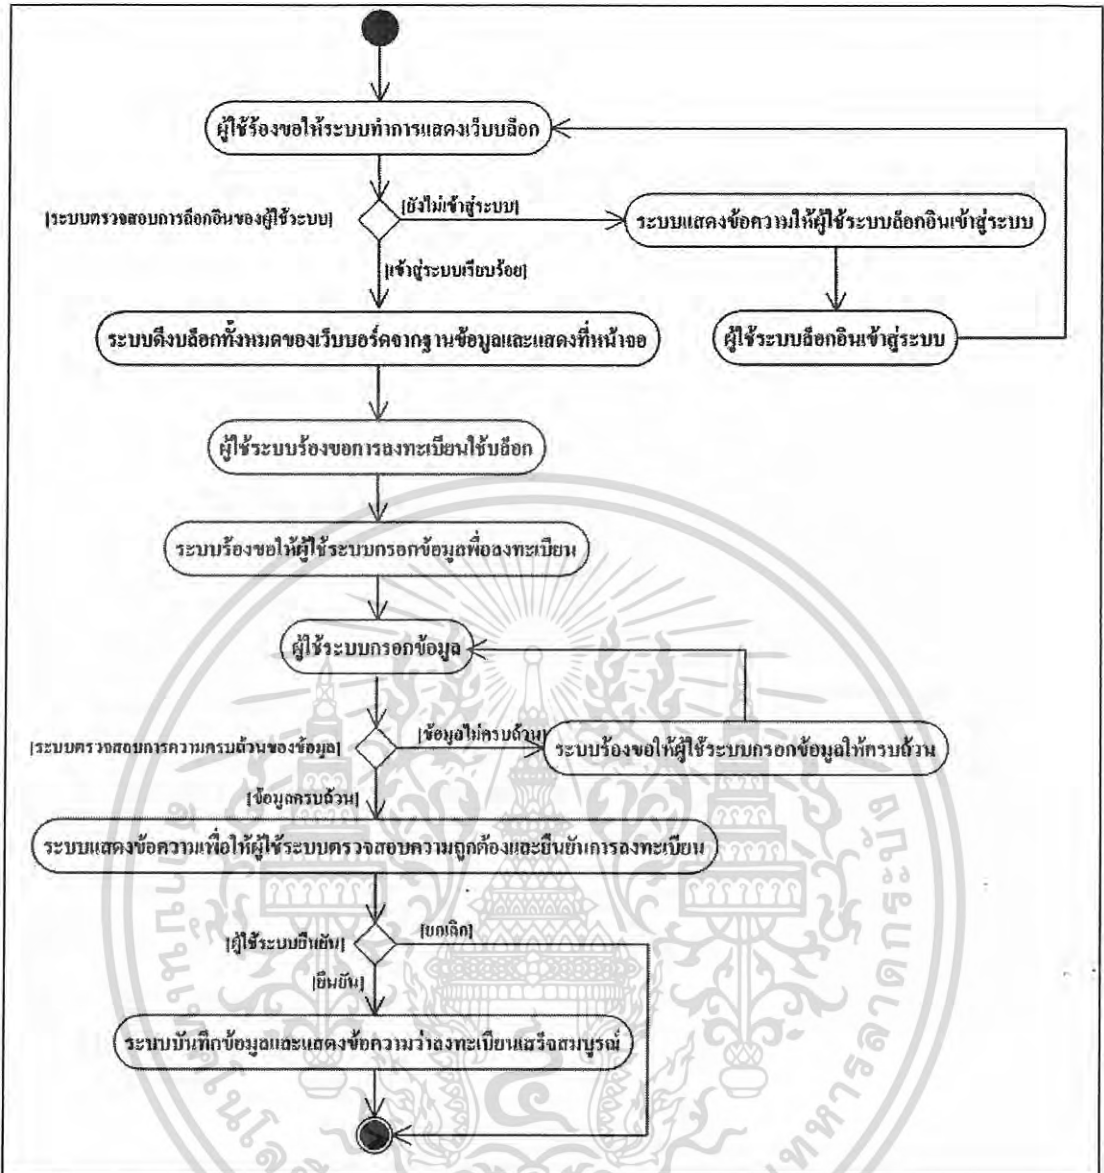 ผู้ใช้ร้องขอให้ระบบทำการแสดงเว็บบล็อก
[ยังไม่เข้าสู่ระบบ]
[ระบบตรวจสอบการล็อกอินของผู้ใช้ระบบ]
ระบบแสดงข้อความให้ผู้ใช้ระบบล็อกอินเข้าสู่ระบบ
[เข้าสู่ระบบเรียบร้อย]
ระบบดึงบล็อกทั้งหมดของเว็บบอร์ดจากฐานข้อมูลและแสดงที่หน้าจอ
ผู้ใช้ระบบล็อกอินเข้าสู่ระบบ
ผู้ใช้ระบบร้องขอการลงทะเบียนใช้บล็อก
ระบบร้องขอให้ผู้ใช้ระบบกรอกข้อมูลพื่อลงทะเบียน
ผู้ใช้ระบบกรอกข้อมูล
[ข้อมูลไม่ครบถ้วน]
[ระบบตรวจสอบการความครบถ้วนของข้อมูล]
ระบบร้องขอให้ผู้ใช้ระบบกรอกข้อมูลให้ครบถ้วน
[ข้อมูลครบถ้วน]
ระบบแสดงข้อความเพื่อให้ผู้ใช้ระบบตรวจสอบความถูกต้องและยืนยันการลงทะเบียน
[ยกเลิก]
[ผู้ใช้ระบบยืนยัน]
[ยืนยัน]
ระบบบันทึกข้อมูลและแสดงข้อความว่าลงทะเบียนเสร็จสมบูรณ์